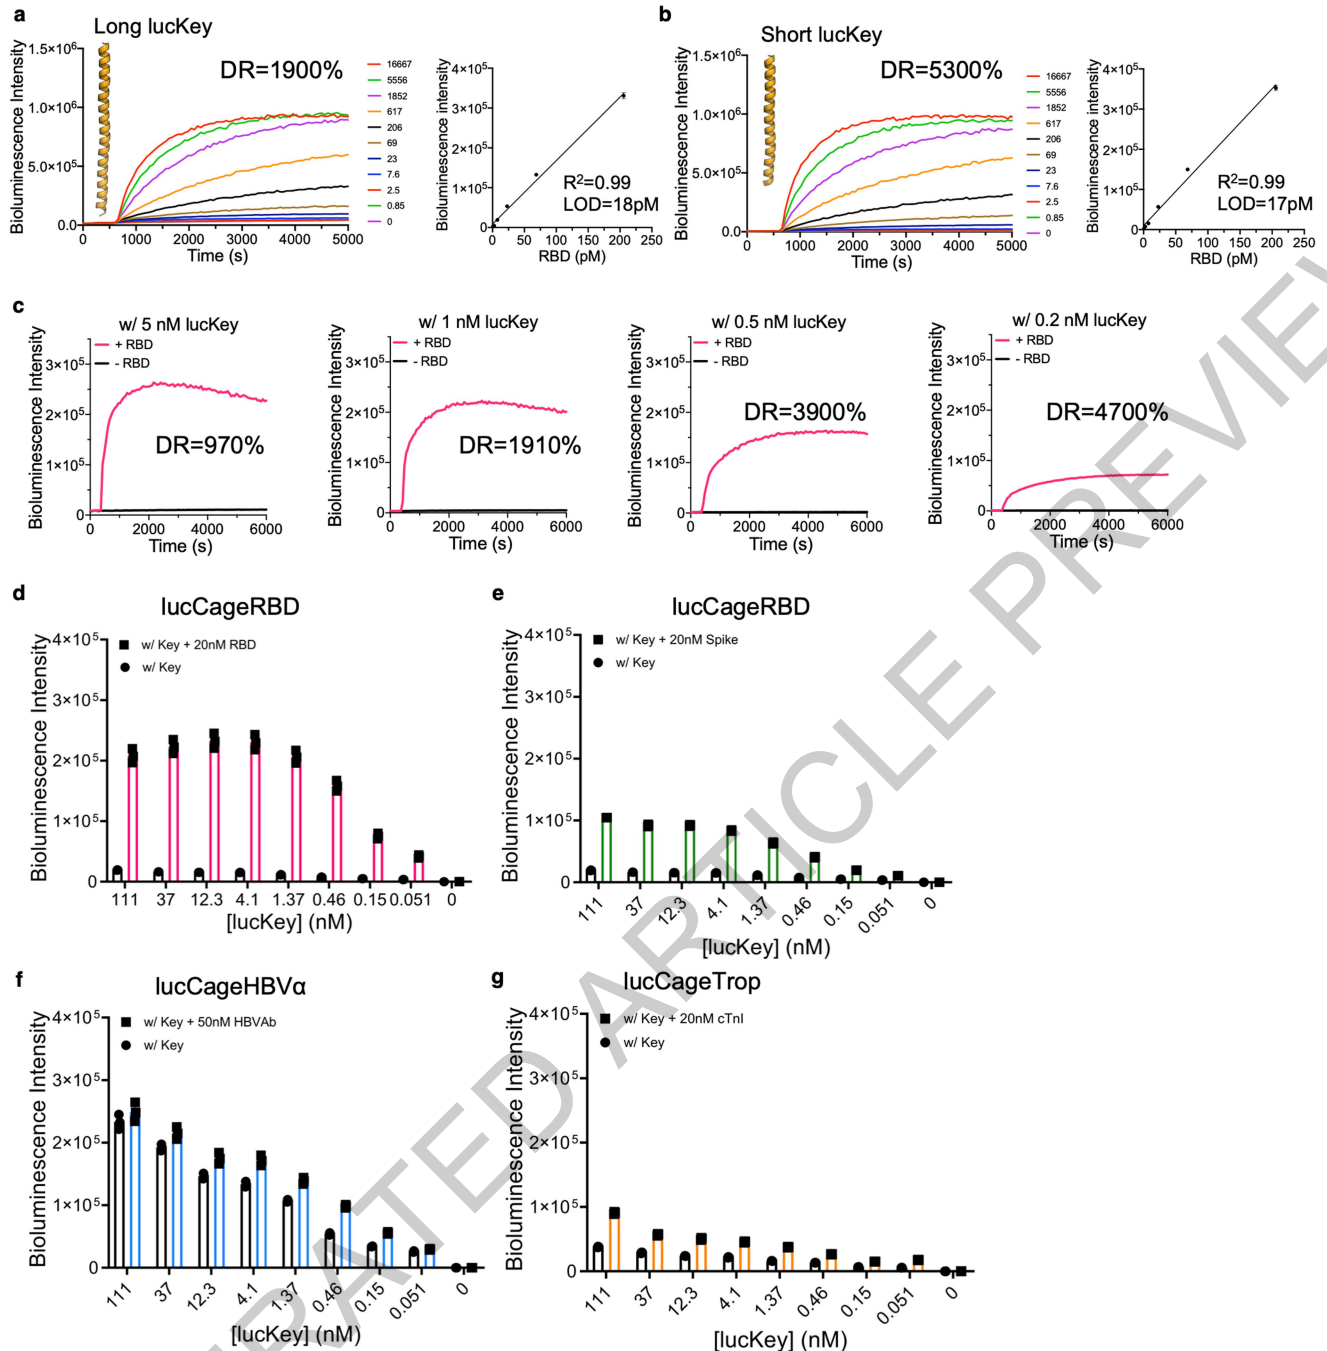 a
Long lucKey
Bioluminescence Intensity
1.5×10⁶
1.0×10⁶
5.0×10⁵
0.0
DR=1900%
0 1000 2000 3000 4000 5000
Time (s)
16667
5556
1852
617
206
69
23
7.6
2.5
0.85
0
Bioluminescence Intensity
4×10⁵
3×10⁵
2×10⁵
1×10⁵
0
R²=0.99
LOD=18pM
0 50 100 150 200 250
RBD (pM)
b
Short lucKey
Bioluminescence Intensity
1.5×10⁶
1.0×10⁶
5.0×10⁵
0.0
DR=5300%
0 1000 2000 3000 4000 5000
Time (s)
16667
5556
1852
617
206
69
23
7.6
2.5
0.85
0
Bioluminescence intensity
4×10⁵
3×10⁵
2×10⁵
1×10⁵
0
R²=0.99
LOD=17pM
0 50 100 150 200 250
RBD (pM)
c
w/ 5 nM lucKey
+ RBD
- RBD
Bioluminescence Intensity
3×10⁵
2×10⁵
1×10⁵
0
DR=970%
0 2000 4000 6000
Time (s)
w/ 1 nM lucKey
+ RBD
- RBD
Bioluminescence Intensity
3×10⁵
2×10⁵
1×10⁵
0
DR=1910%
0 2000 4000 6000
Time (s)
w/ 0.5 nM lucKey
+ RBD
- RBD
Bioluminescence Intensity
3×10⁵
2×10⁵
1×10⁵
0
DR=3900%
0 2000 4000 6000
Time (s)
w/ 0.2 nM lucKey
+ RBD
- RBD
Bioluminescence Intensity
3×10⁵
2×10⁵
1×10⁵
0
DR=4700%
0 2000 4000 6000
Time (s)
d
lucCageRBD
w/ Key + 20nM RBD
w/ Key
Bioluminescence Intensity
4×10⁵
3×10⁵
2×10⁵
1×10⁵
0
111 37 12.3 4.1 1.37 0.46 0.15 0.051 0
[lucKey] (nM)
e
lucCageRBD
w/ Key + 20nM Spike
w/ Key
Bioluminescence Intensity
4×10⁵
3×10⁵
2×10⁵
1×10⁵
0
111 37 12.3 4.1 1.37 0.46 0.15 0.051 0
[lucKey] (nM)
f
lucCageHBVα
w/ Key + 50nM HBVAb
w/ Key
Bioluminescence Intensity
4×10⁵
3×10⁵
2×10⁵
1×10⁵
0
111 37 12.3 4.1 1.37 0.46 0.15 0.051 0
[lucKey] (nM)
g
lucCageTrop
w/ Key + 20nM cTnI
w/ Key
Bioluminescence Intensity
4×10⁵
3×10⁵
2×10⁵
1×10⁵
0
111 37 12.3 4.1 1.37 0.46 0.15 0.051 0
[lucKey] (nM)
RATED ARTICLE PREVIEW